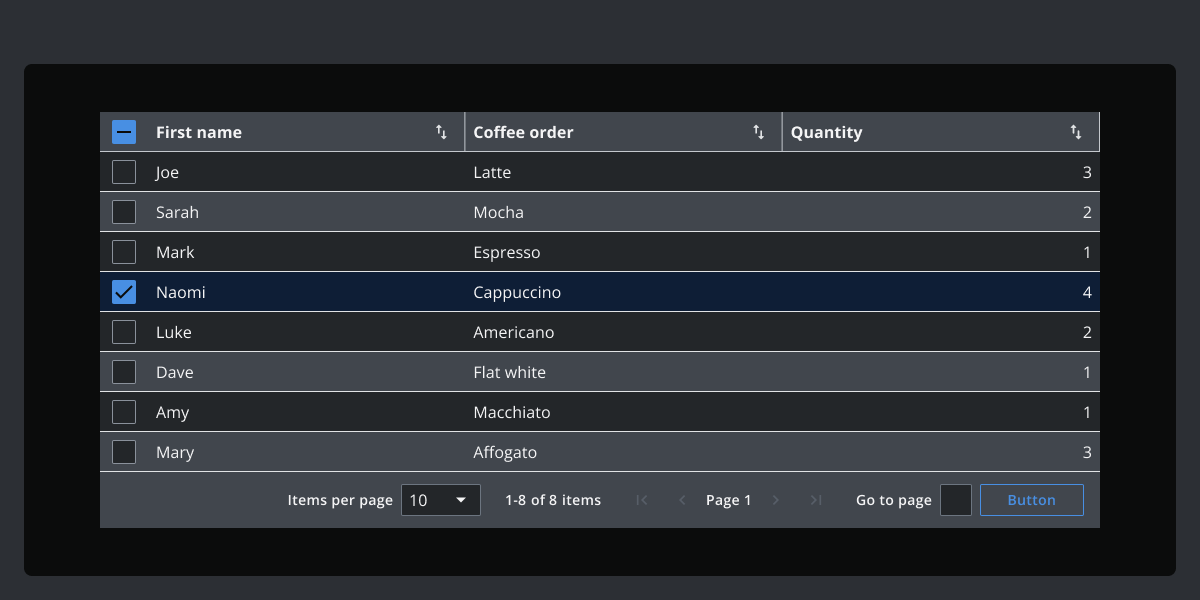 First name Coffee order Quantity
Joe Latte 3
Sarah Mocha 2
Mark Espresso 1
Naomi Cappuccino 4
Luke Americano 2
Dave Flat white 1
Amy Macchiato 1
Mary Affogato 3
Items per page 10 1-8 of 8 items Page 1 Go to page Button